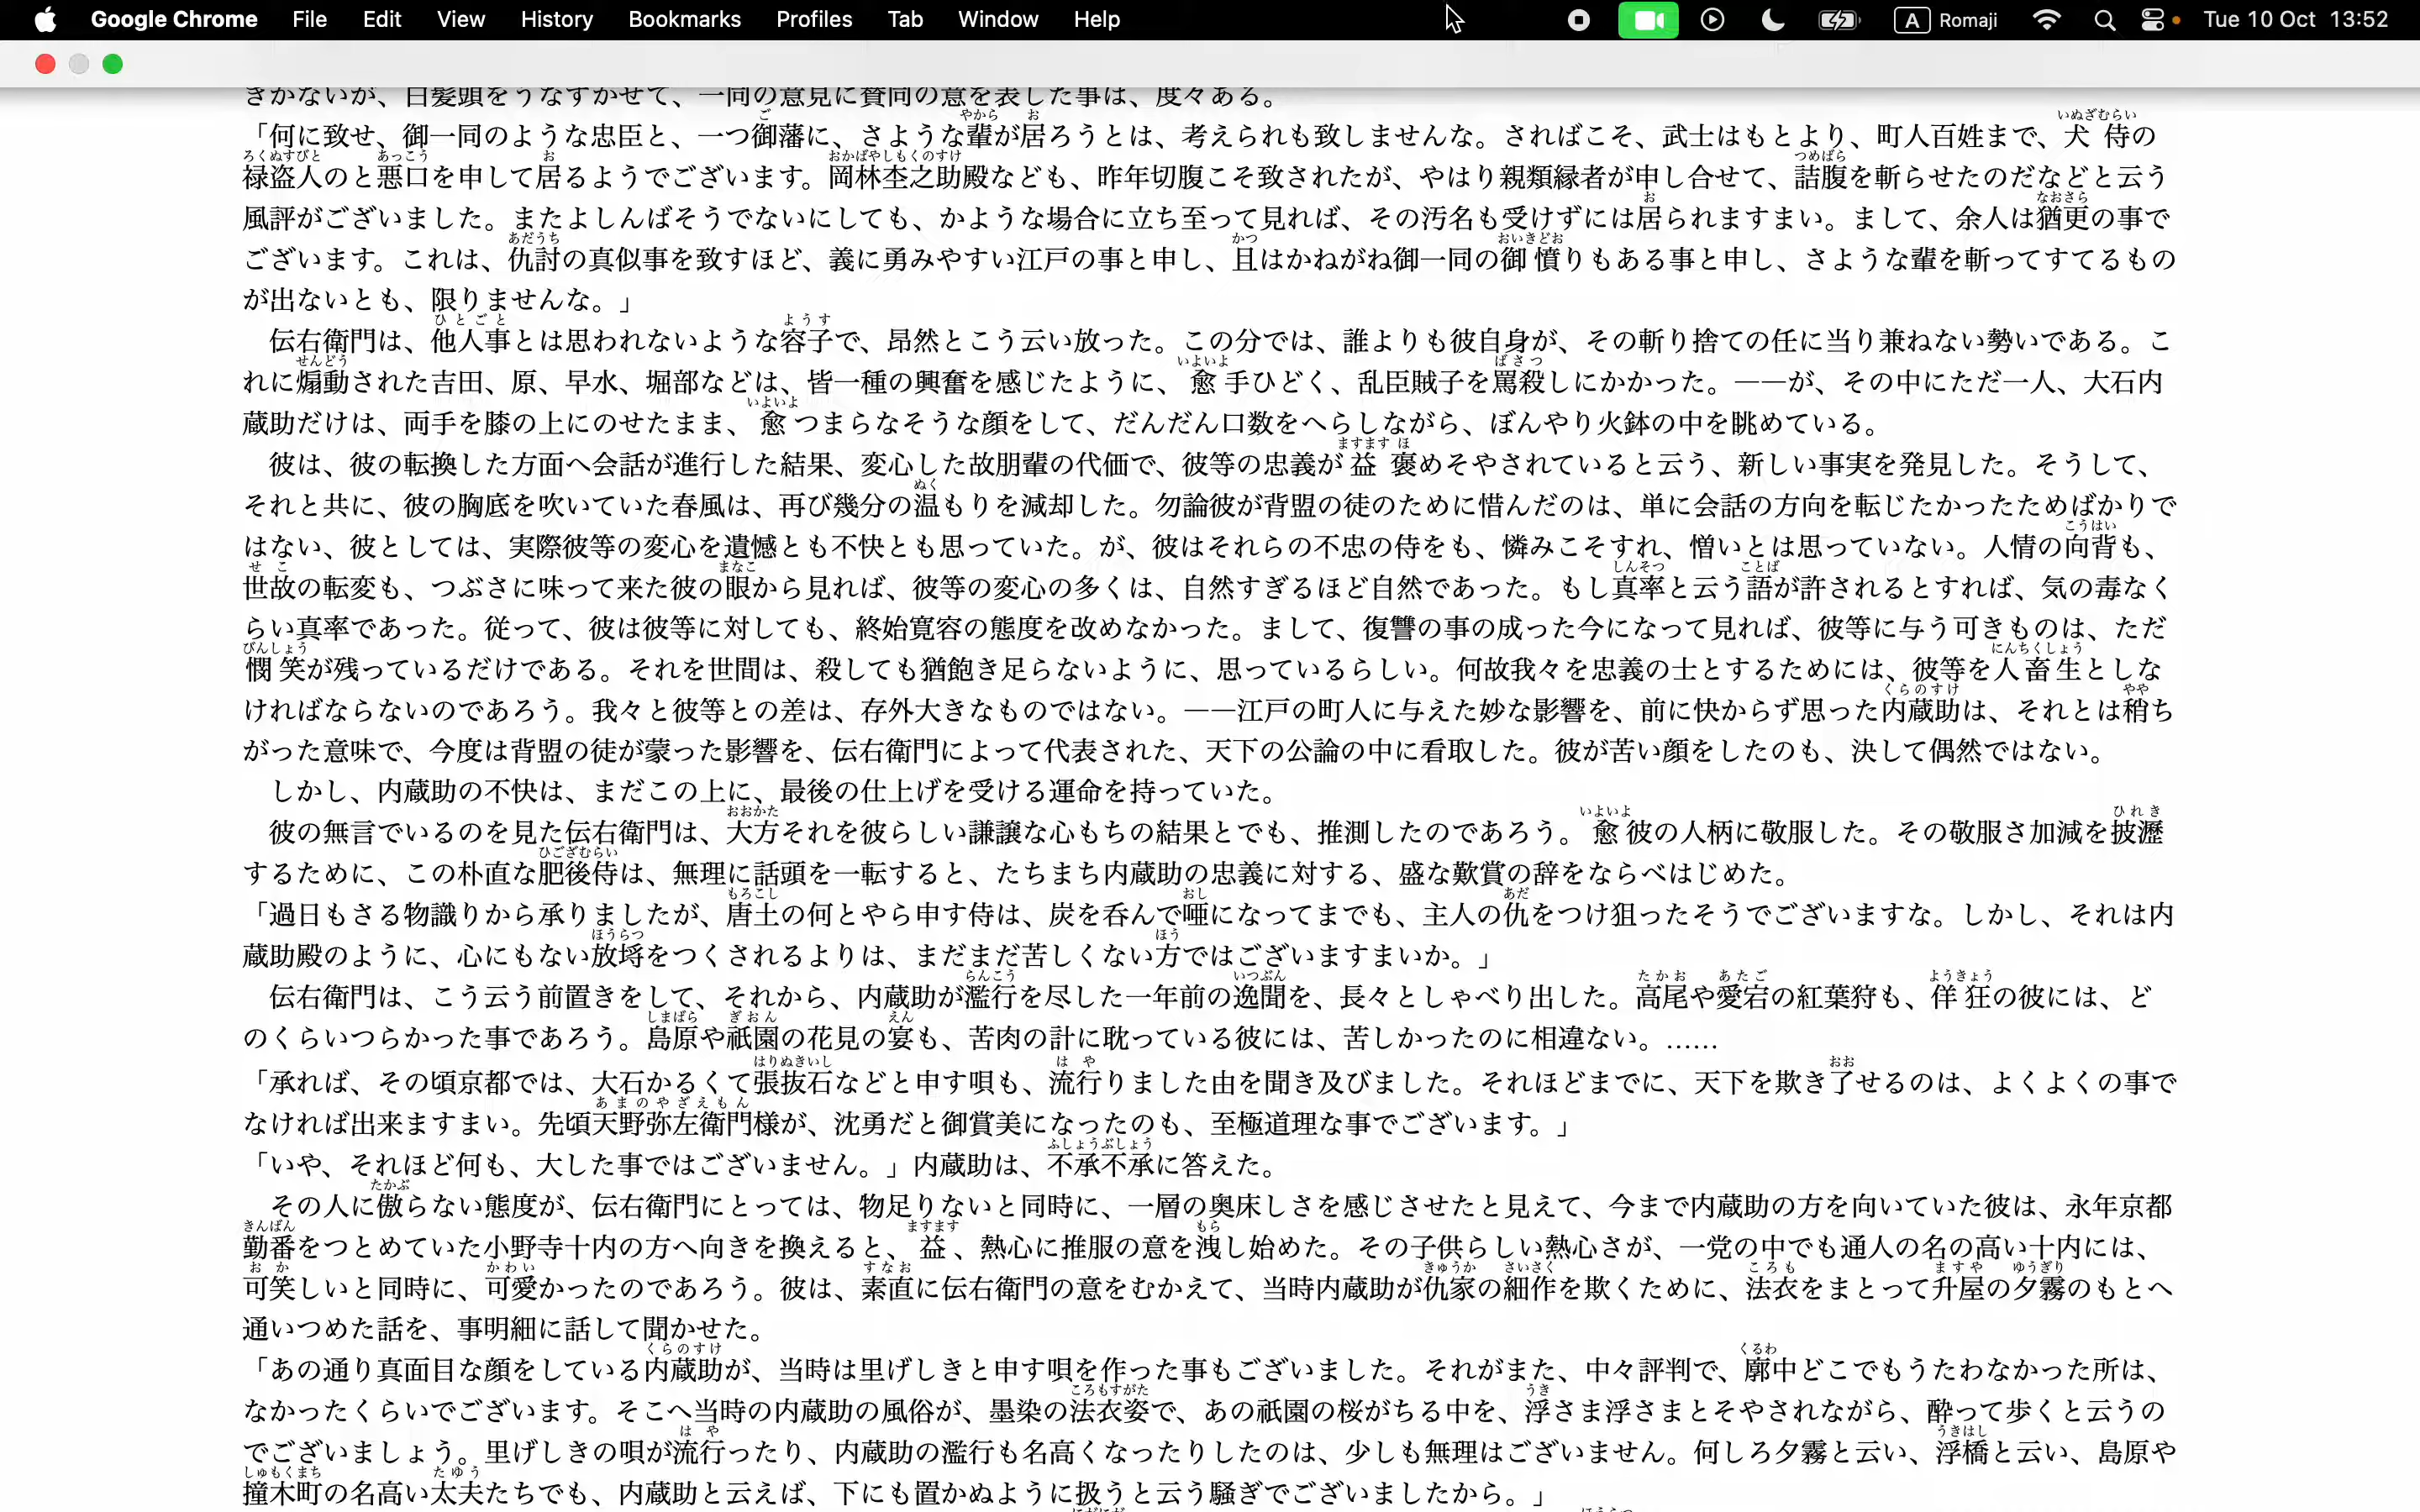 Google Chrome File Edit View History Bookmarks Profiles Tab Window Help A Romaji Tue 10 Oct 13:52
きかないが、白髪頭をうなずかせて、一同の意見に賛同の意を表した事は、度々ある。
「何に致せ、御一同のような忠臣と、一つ御藩に、さような輩が居ろうとは、考えられも致しませんな。さればこそ、武士はもとより、町人百姓まで、犬侍の
禄盗人のと悪口を申して居るようでございます。岡林杢之助殿なども、昨年切腹こそ致されたが、やはり親類縁者が申し合せて、詰腹を斬らせたのだなどと云う
風評がございました。またよしんばそうでないにしても、かような場合に立ち至って見れば、その汚名も受けずには居られますまい。まして、余人は猶更の事で
ございます。これは、仇討の真似事を致すほど、義に勇みやすい江戸の事と申し、且はかねがね御一同の御憤りもある事と申し、さような輩を斬ってすてるもの
が出ないとも、限りませんな。」
伝右衛門は、他人事とは思われないような容子で、昂然とこう云い放った。この分では、誰よりも彼自身が、その斬り捨ての任に当り兼ねない勢いである。こ
れに煽動された吉田、原、早水、堀部などは、皆一種の興奮を感じたように、愈手ひどく、乱臣賊子を罵殺しにかかった。――が、その中にただ一人、大石内
蔵助だけは、両手を膝の上にのせたまま、愈つまらなそうな顔をして、だんだん口数をへらしながら、ぼんやり火鉢の中を眺めている。
彼は、彼の転換した方面へ会話が進行した結果、変心した故朋輩の代価で、彼等の忠義が益褒めそやされていると云う、新しい事実を発見した。そうして、
それと共に、彼の胸底を吹いていた春風は、再び幾分の温もりを減却した。勿論彼が背盟の徒のために惜んだのは、単に会話の方向を転じたかったためばかりで
はない、彼としては、実際彼等の変心を遺憾とも不快とも思っていた。が、彼はそれらの不忠の侍をも、憐みこそすれ、憎いとは思っていない。人情の向背も、
世故の転変も、つぶさに味って来た彼の眼から見れば、彼等の変心の多くは、自然すぎるほど自然であった。もし真率と云う語が許されるとすれば、気の毒なく
らい真率であった。従って、彼は彼等に対しても、終始寛容の態度を改めなかった。まして、復讐の事の成った今になって見れば、彼等に与う可きものは、ただ
憫笑が残っているだけである。それを世間は、殺しても猶飽き足らないように、思っているらしい。何故我々を忠義の士とするためには、彼等を人畜生としな
ければならないのであろう。我々と彼等との差は、存外大きなものではない。――江戸の町人に与えた妙な影響を、前に快からず思った内蔵助は、それとは稍ち
がった意味で、今度は背盟の徒が蒙った影響を、伝右衛門によって代表された、天下の公論の中に看取した。彼が苦い顔をしたのも、決して偶然ではない。
しかし、内蔵助の不快は、まだこの上に、最後の仕上げを受ける運命を持っていた。
彼の無言でいるのを見た伝右衛門は、大方それを彼らしい謙譲な心もちの結果とでも、推測したのであろう。愈彼の人柄に敬服した。その敬服さ加減を披瀝
するために、この朴直な肥後侍は、無理に話頭を一転すると、たちまち内蔵助の忠義に対する、盛な歎賞の辞をならべはじめた。
「過日もさる物識りから承りましたが、唐土の何とやら申す侍は、炭を呑んで唖になってまでも、主人の仇をつけ狙ったそうでございますな。しかし、それは内
蔵助殿のように、心にもない放埓をつくされるよりは、まだまだ苦しくない方ではございますまいか。」
伝右衛門は、こう云う前置きをして、それから、内蔵助が濫行を尽した一年前の逸聞を、長々としゃべり出した。高尾や愛宕の紅葉狩も、佯狂の彼には、ど
のくらいつらかった事であろう。島原や祇園の花見の宴も、苦肉の計に耽っている彼には、苦しかったのに相違ない。……
「承れば、その頃京都では、大石かるくて張抜石などと申す唄も、流行りました由を聞き及びました。それほどまでに、天下を欺き了せるのは、よくよくの事で
なければ出来ますまい。先頃天野弥左衛門様が、沈勇だと御賞美になったのも、至極道理な事でございます。」
「いや、それほど何も、大した事ではございません。」内蔵助は、不承不承に答えた。
その人に傲らない態度が、伝右衛門にとっては、物足りないと同時に、一層の奥床しさを感じさせたと見えて、今まで内蔵助の方を向いていた彼は、永年京都
勤番をつとめていた小野寺十内の方へ向きを換えると、益、熱心に推服の意を洩し始めた。その子供らしい熱心さが、一党の中でも通人の名の高い十内には、
可笑しいと同時に、可愛かったのであろう。彼は、素直に伝右衛門の意をむかえて、当時内蔵助が仇家の細作を欺くために、法衣をまとって升屋の夕霧のもとへ
通いつめた話を、事明細に話して聞かせた。
「あの通り真面目な顔をしている内蔵助が、当時は里げしきと申す唄を作った事もございました。それがまた、中々評判で、廓中どこでもうたわなかった所は、
なかったくらいでございます。そこへ当時の内蔵助の風俗が、墨染の法衣姿で、あの祇園の桜がちる中を、浮さま浮さまとそやされながら、酔って歩くと云うの
でございましょう。里げしきの唄が流行ったり、内蔵助の濫行も名高くなったりしたのは、少しも無理はございません。何しろ夕霧と云い、浮橋と云い、島原や
撞木町の名高い太夫たちでも、内蔵助と云えば、下にも置かぬように扱うと云う騒ぎでございましたから。」